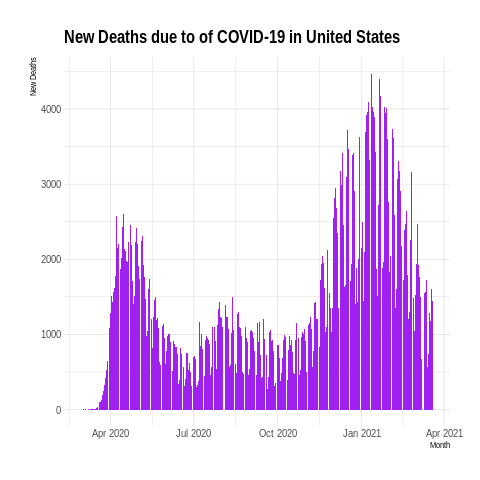 New Deaths due to of COVID-19 in United States
New Deaths
4000
3000
2000
1000
0
Apr 2020
Jul 2020
Oct 2020
Jan 2021
Apr 2021
Month